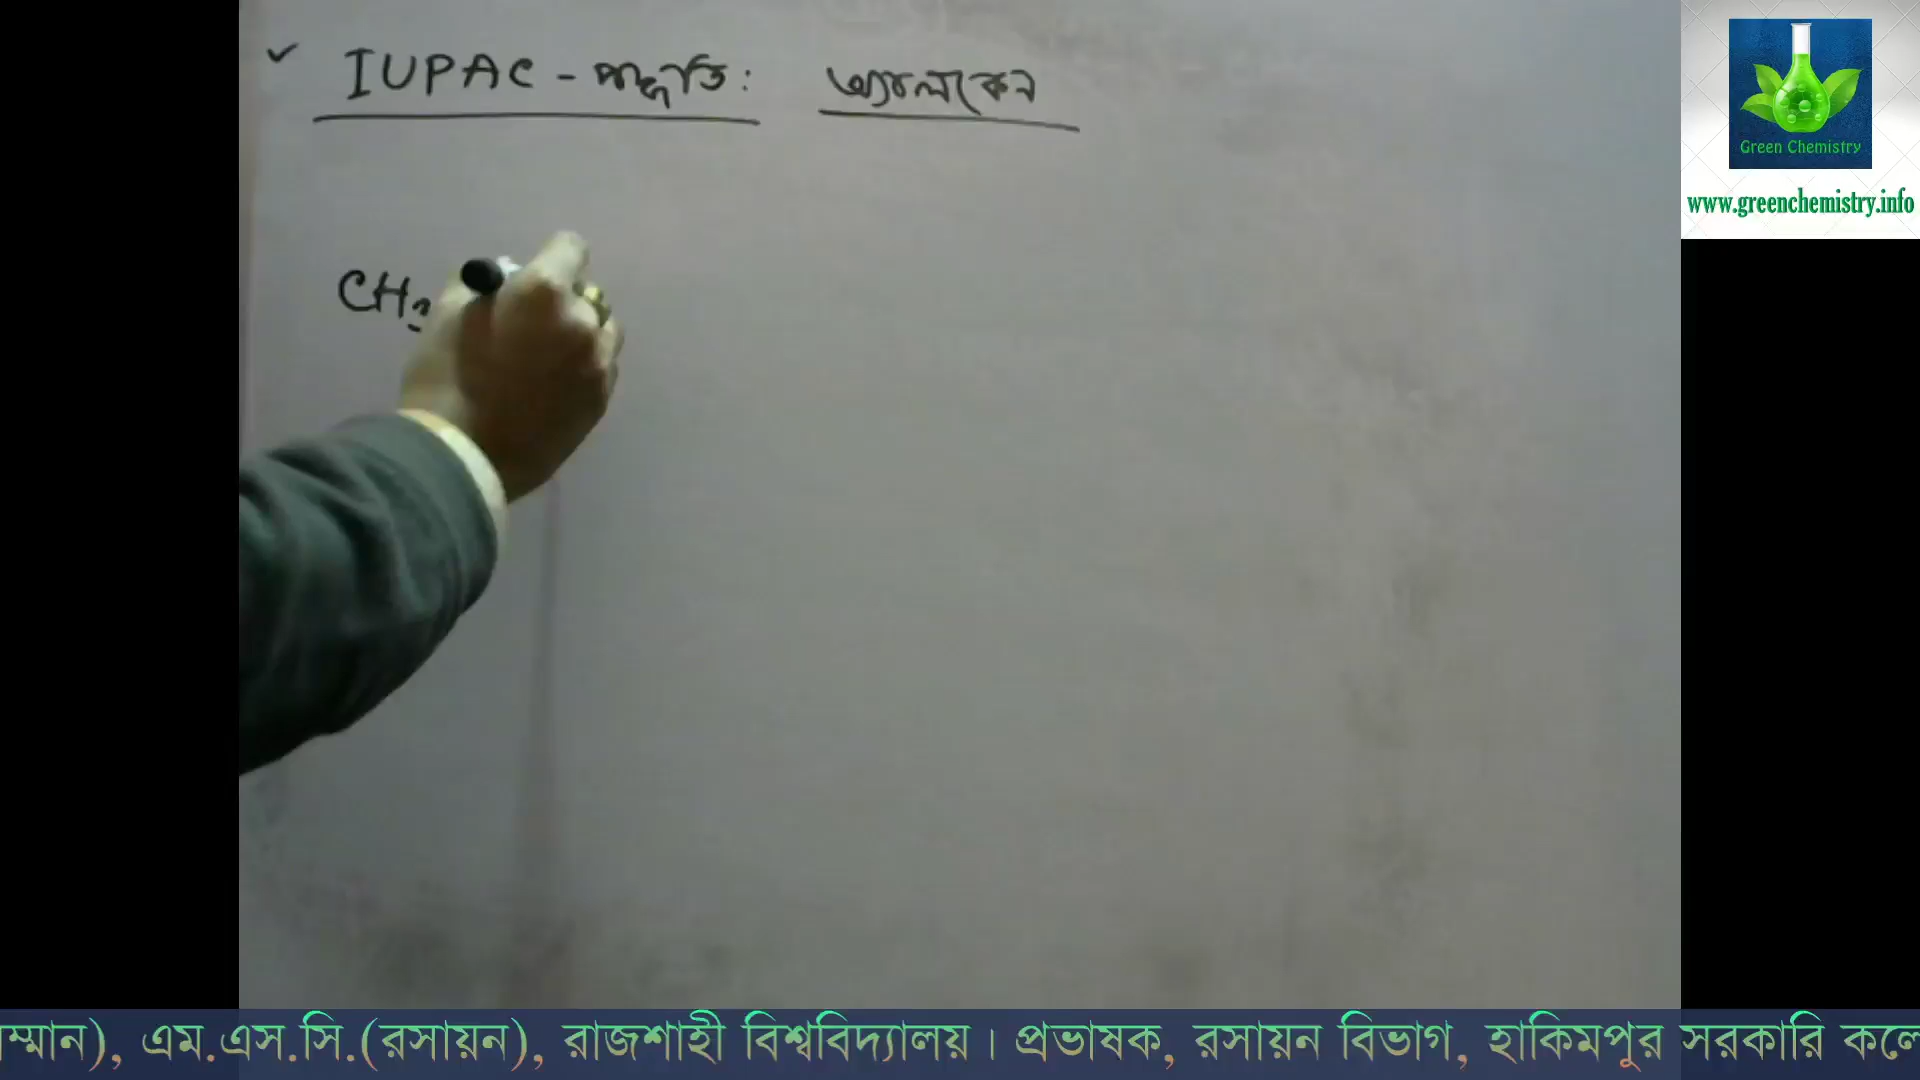 ✓ IUPAC - পদ্ধতি: অ্যালকেন
CH₂
Green Chemistry
www.greenchemistry.info
ম্মান), এম.এস.সি.(রসায়ন), রাজশাহী বিশ্ববিদ্যালয়। প্রভাষক, রসায়ন বিভাগ, হাকিমপুর সরকারি কলে